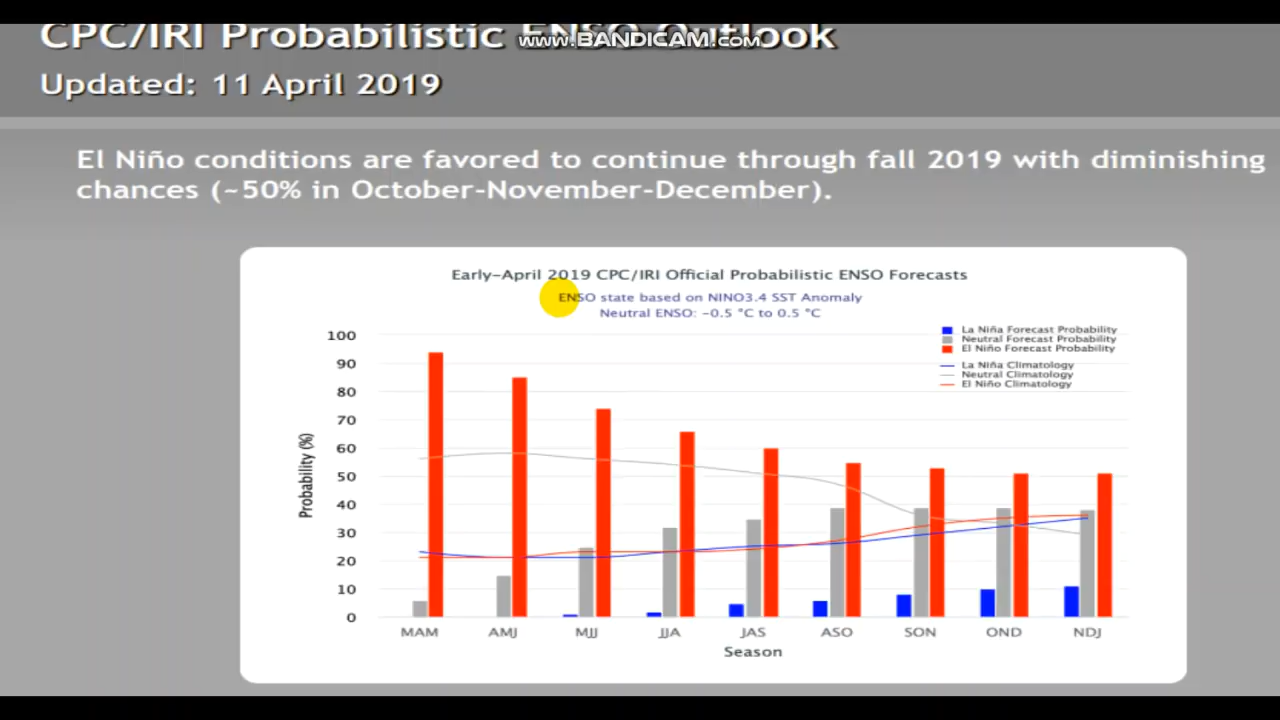 CPC/IRI Probabilistic ENSO Outlook
www.BANDICAM.com
Updated: 11 April 2019
El Niño conditions are favored to continue through fall 2019 with diminishing
chances (~50% in October-November-December).
Early-April 2019 CPC/IRI Official Probabilistic ENSO Forecasts
ENSO state based on NINO3.4 SST Anomaly
Neutral ENSO: -0.5 °C to 0.5 °C
La Niña Forecast Probability
Neutral Forecast Probability
El Niño Forecast Probability
La Niña Climatology
Neutral Climatology
El Niño Climatology
Probability (%)
100
90
80
70
60
50
40
30
20
10
0
MAM AMJ MJJ JJA JAS ASO SON OND NDJ
Season